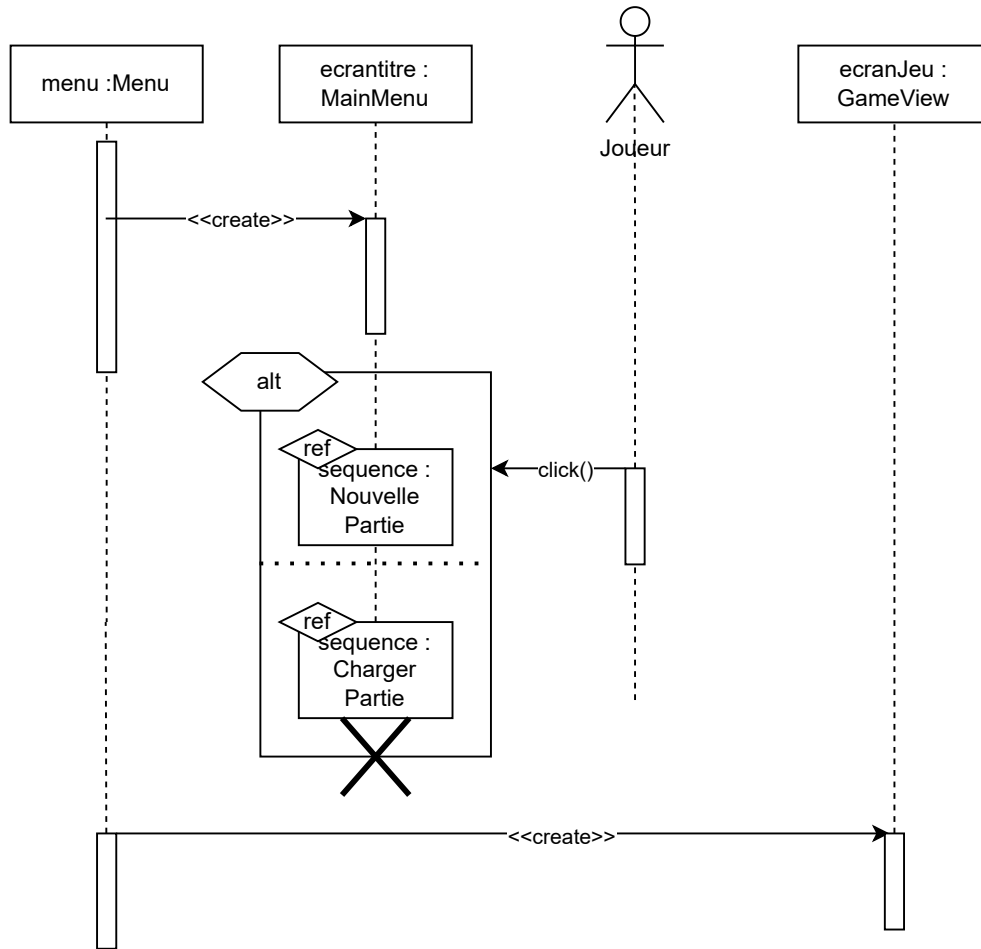 menu :Menu
ecrantitre :
MainMenu
Joueur
ecranJeu :
GameView
<<create>>
alt
ref
sequence :
Nouvelle
Partie
click()
ref
sequence :
Charger
Partie
<<create>>